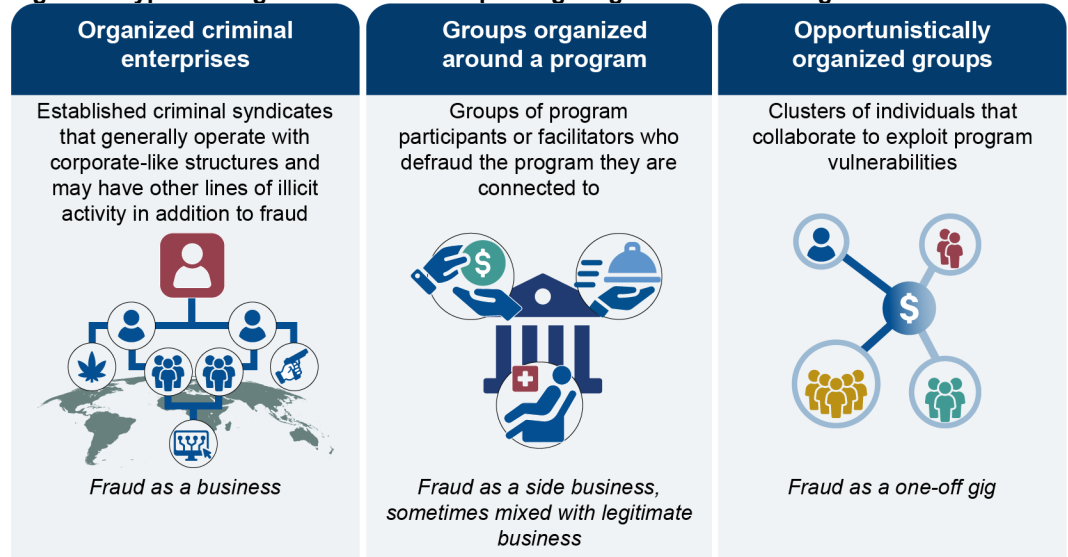 Organized criminal
enterprises
Established criminal syndicates
that generally operate with
corporate-like structures and
may have other lines of illicit
activity in addition to fraud
Fraud as a business
Groups organized
around a program
Groups of program
participants or facilitators who
defraud the program they are
connected to
$
Fraud as a side business,
sometimes mixed with legitimate
business
Opportunistically
organized groups
Clusters of individuals that
collaborate to exploit program
vulnerabilities
$
Fraud as a one-off gig